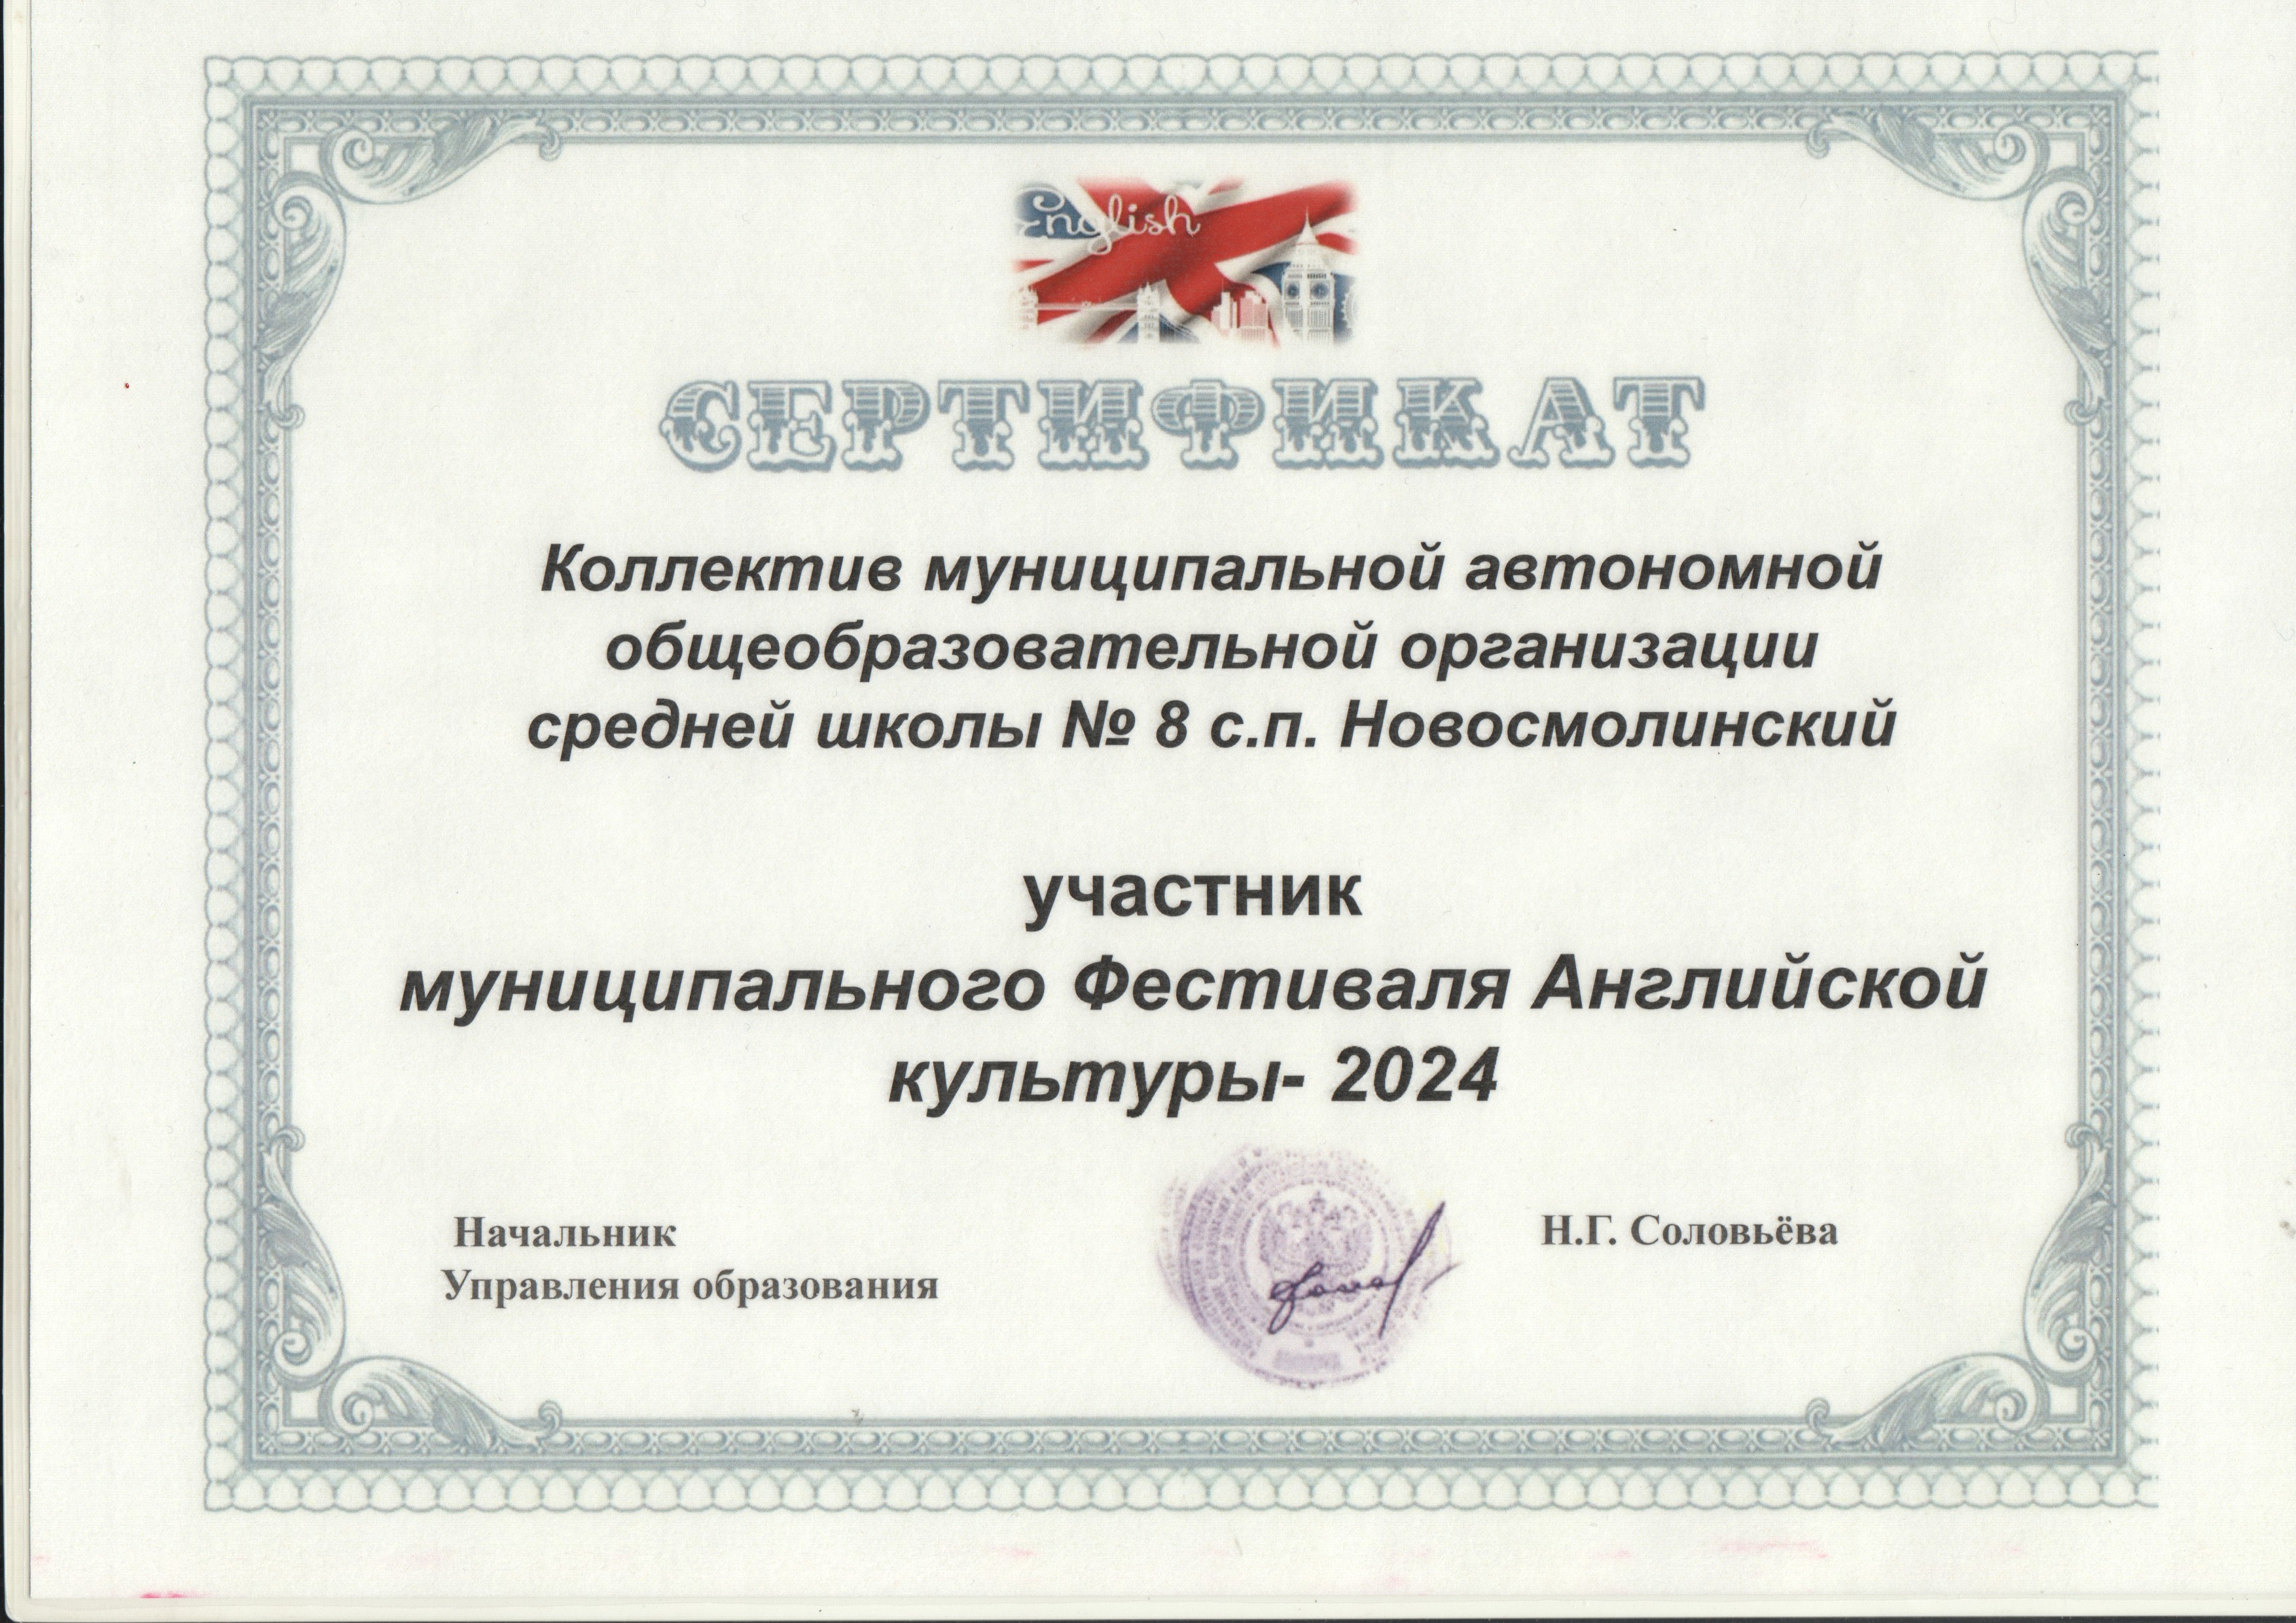 English
СЕРТИФИКАТ
Коллектив муниципальной автономной
общеобразовательной организации
средней школы № 8 с.п. Новосмолинский
участник
муниципального Фестиваля Английской
культуры- 2024
Начальник
Управления образования
Н.Г. Соловьёва